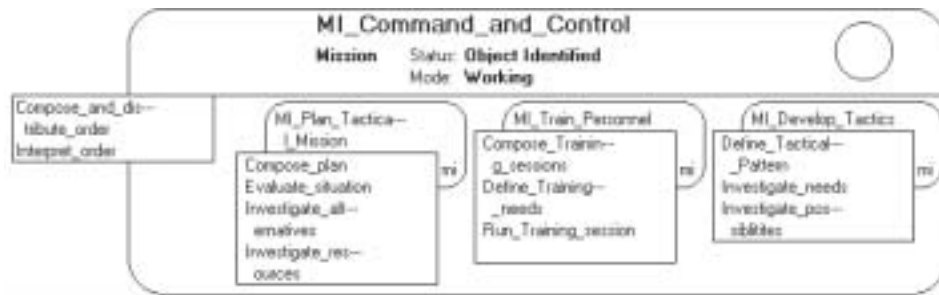 MI_Command_and_Control
Mission Status: Object Identified
Mode: Working
Compose_and_dis--
tribute_order
Interpret_order
MI_Plan_Tactica--
l_Mission
mi
Compose_plan
Evaluate_situation
Investigate_alt--
ernatives
Investigate_res--
ources
MI_Train_Personnel
mi
Compose_Trainin--
g_sessions
Define_Training--
_needs
Run_Training_session
MI_Develop_Tactics
mi
Define_Tactical--
_Pattern
Investigate_needs
Investigate_pos--
siblitites